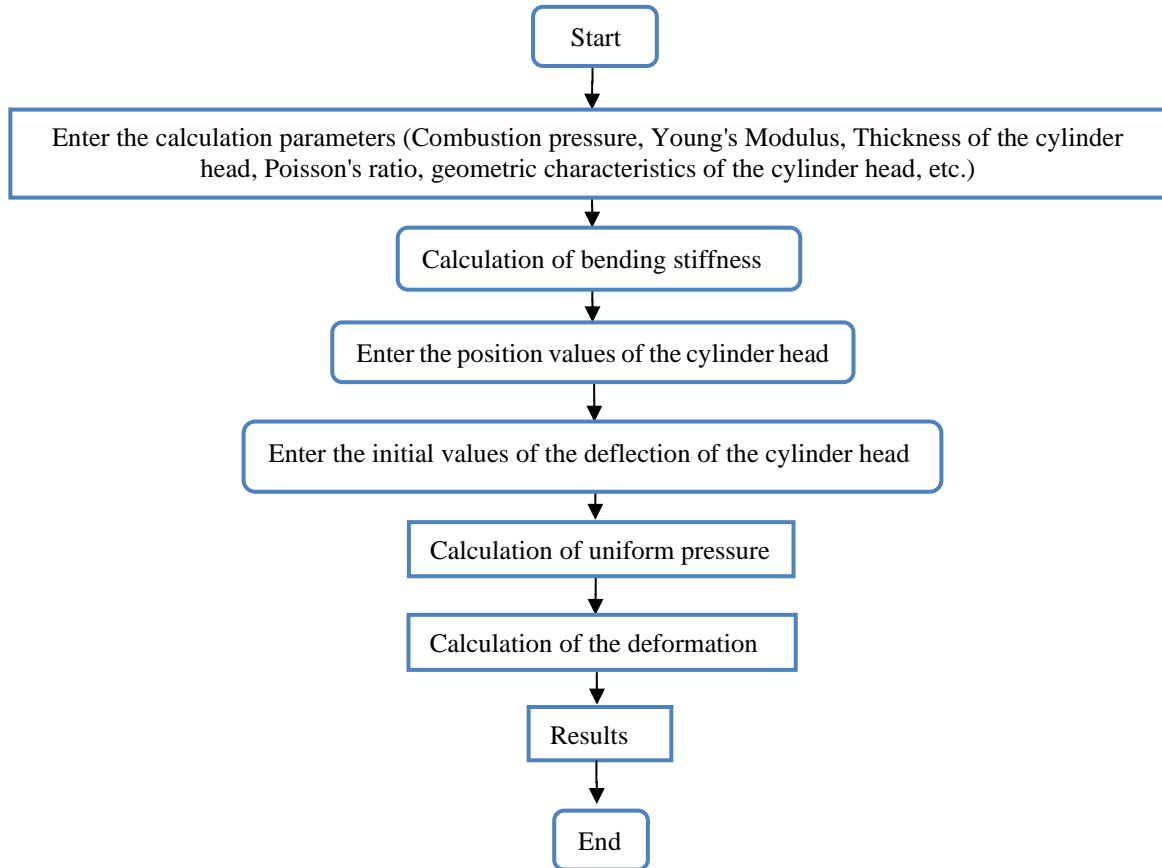 Start
Enter the calculation parameters (Combustion pressure, Young's Modulus, Thickness of the cylinder
head, Poisson's ratio, geometric characteristics of the cylinder head, etc.)
Calculation of bending stiffness
Enter the position values of the cylinder head
Enter the initial values of the deflection of the cylinder head
Calculation of uniform pressure
Calculation of the deformation
Results
End